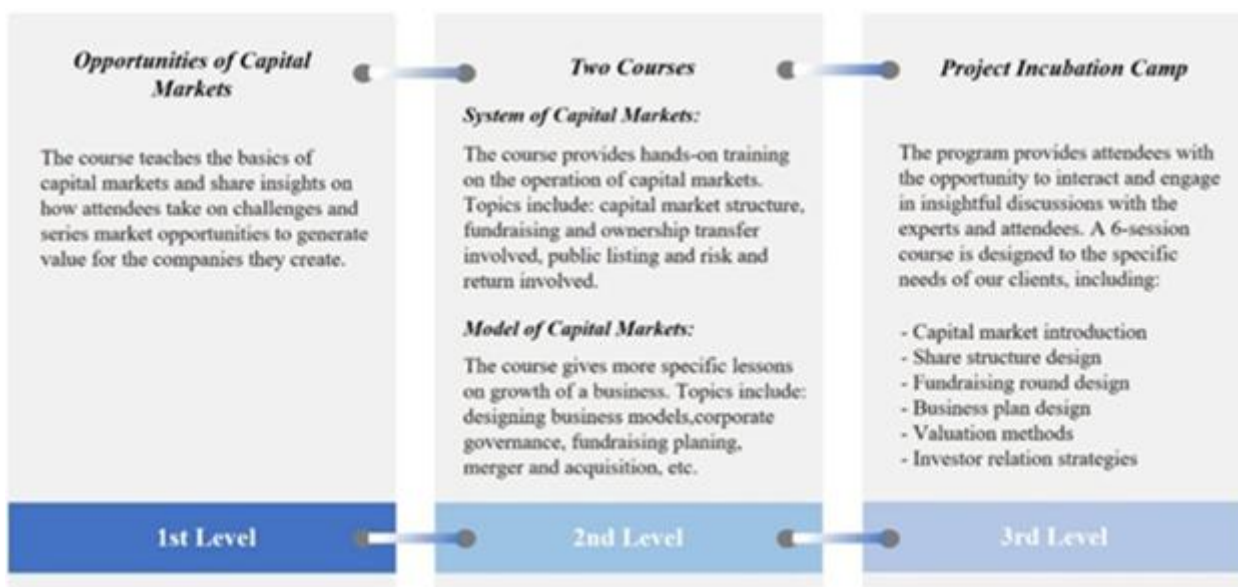 Opportunities of Capital
Markets
The course teaches the basics of
capital markets and share insights on
how attendees take on challenges and
series market opportunities to generate
value for the companies they create.
1st Level
Two Courses
System of Capital Markets:
The course provides hands-on training
on the operation of capital markets.
Topics include: capital market structure,
fundraising and ownership transfer
involved, public listing and risk and
return involved.
Model of Capital Markets:
The course gives more specific lessons
on growth of a business. Topics include:
designing business models,corporate
governance, fundraising planing,
merger and acquisition, etc.
2nd Level
Project Incubation Camp
The program provides attendees with
the opportunity to interact and engage
in insightful discussions with the
experts and attendees. A 6-session
course is designed to the specific
needs of our clients, including:
- Capital market introduction
- Share structure design
- Fundraising round design
- Business plan design
- Valuation methods
- Investor relation strategies
3rd Level